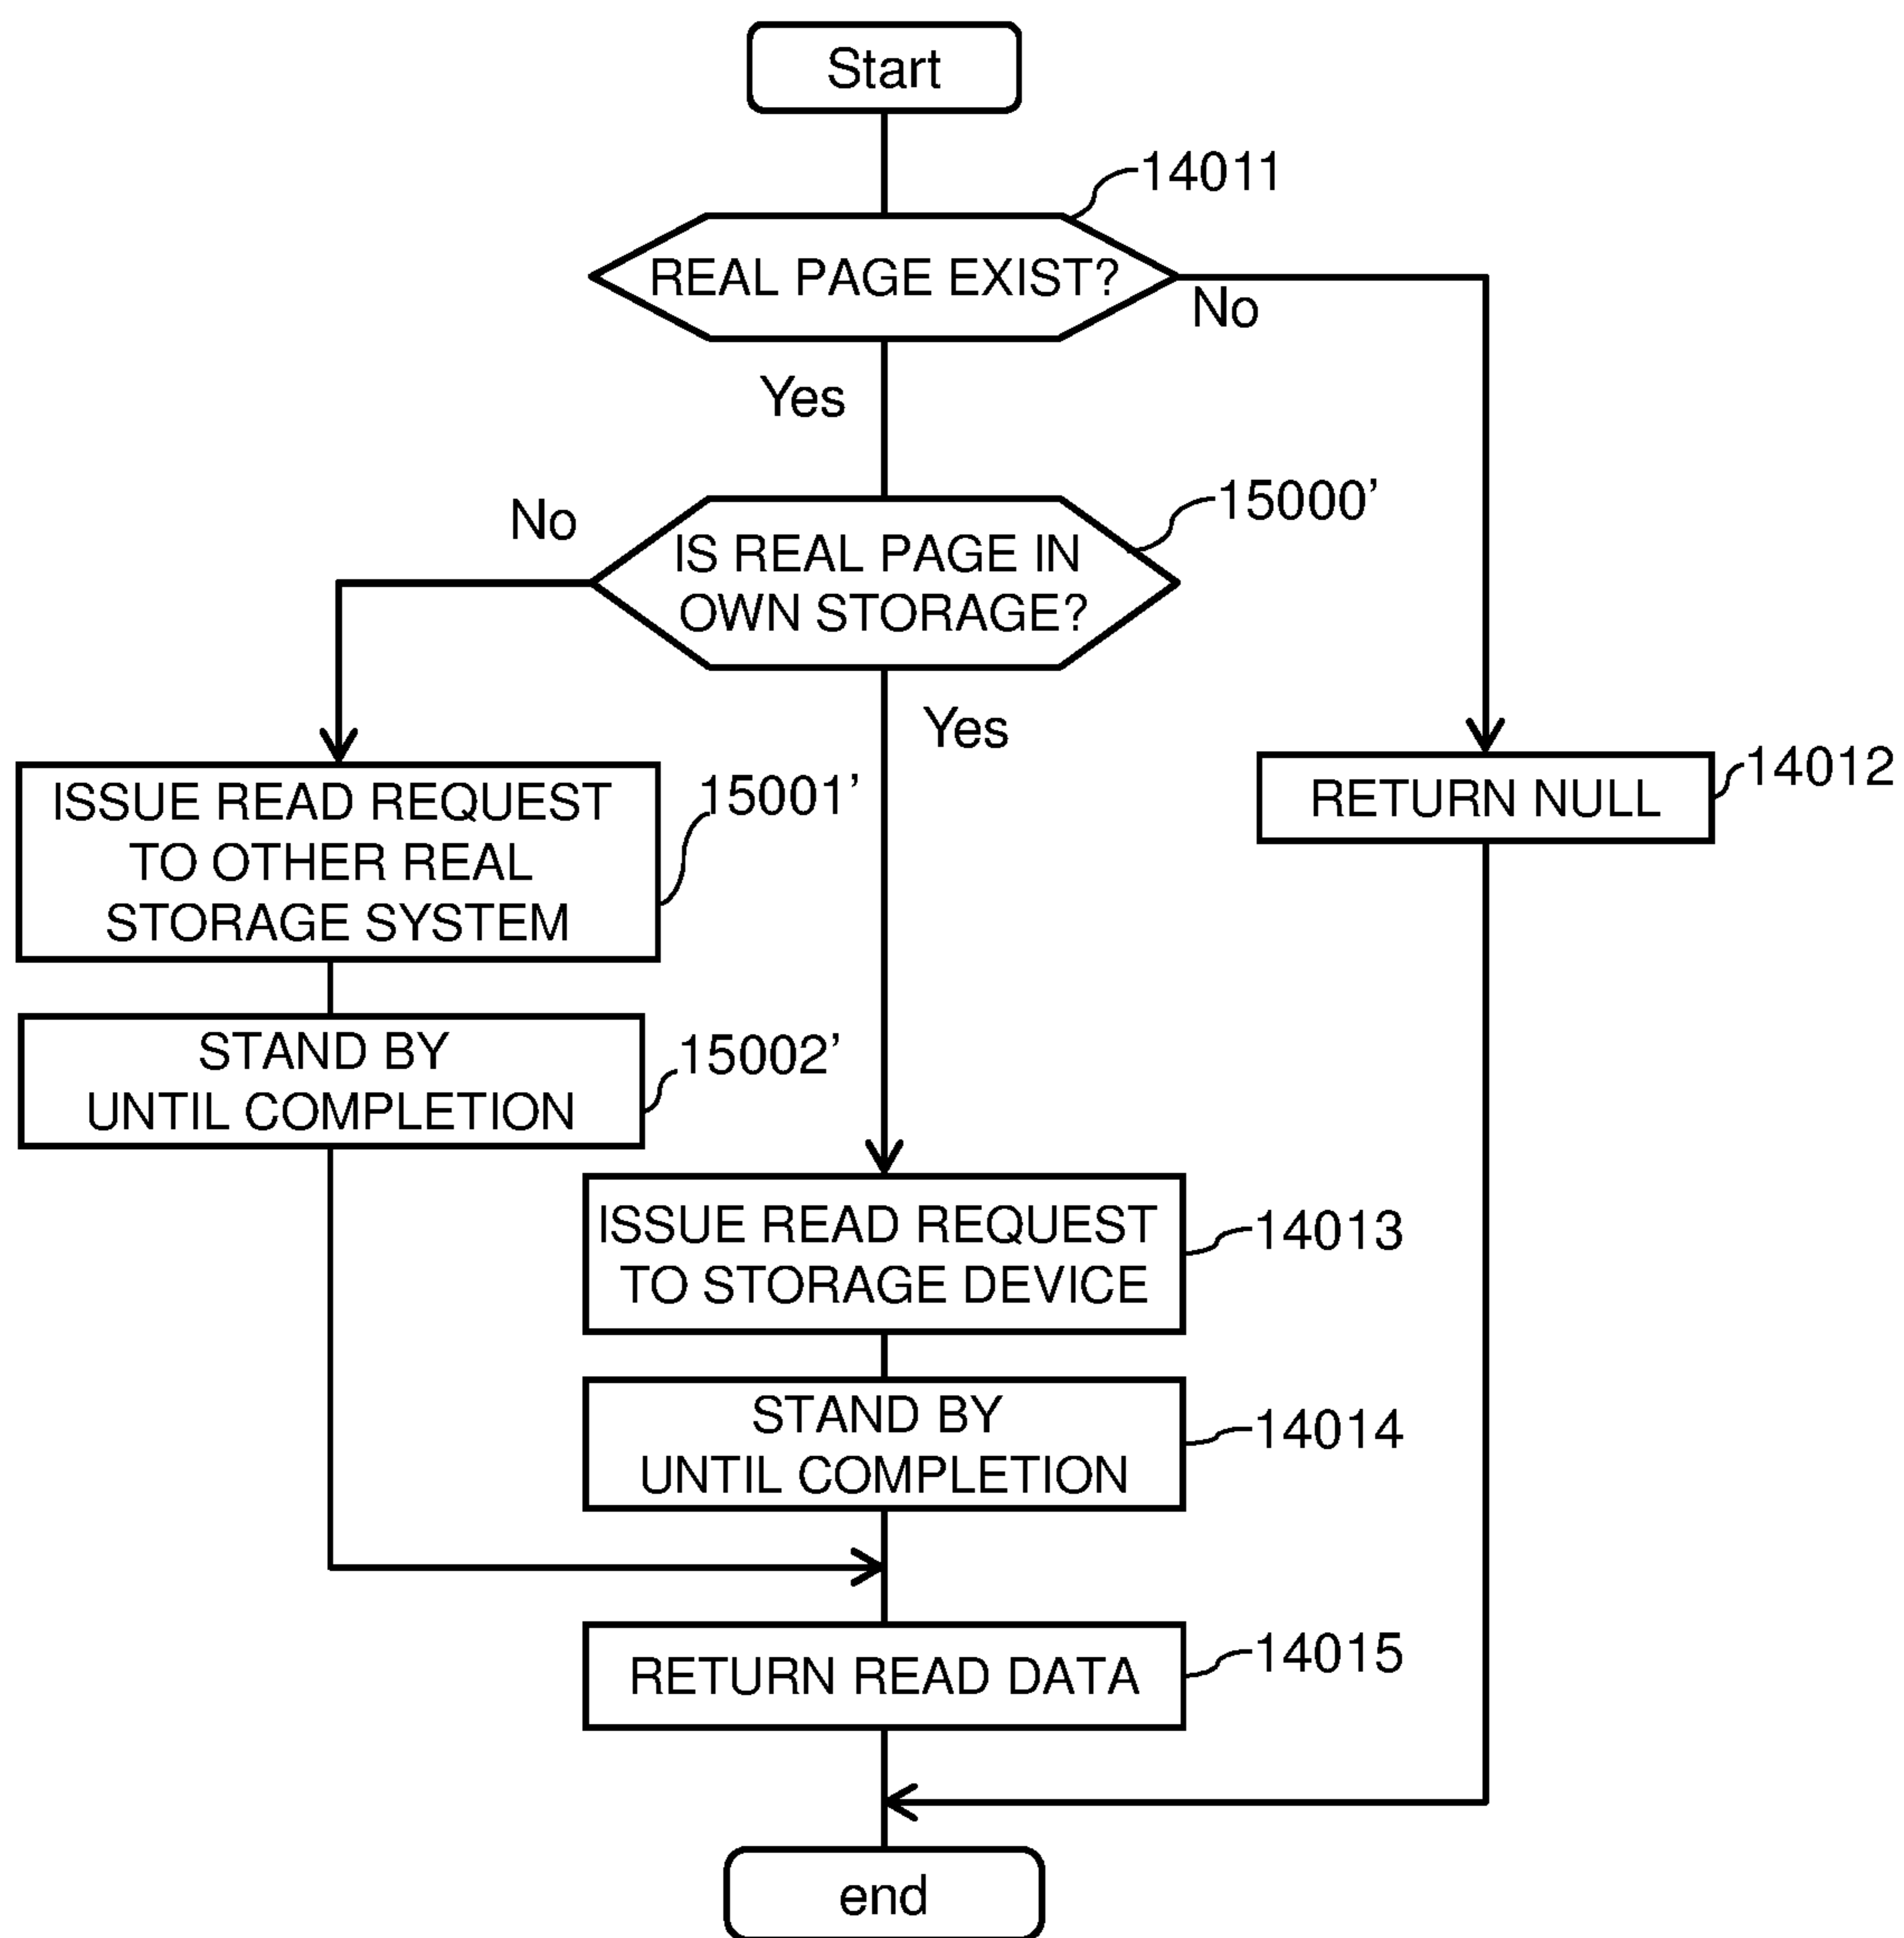 Start
14011
REAL PAGE EXIST?
No
Yes
15000’
No
IS REAL PAGE IN
OWN STORAGE?
Yes
ISSUE READ REQUEST
TO OTHER REAL
STORAGE SYSTEM
15001’
RETURN NULL
14012
STAND BY
UNTIL COMPLETION
15002’
ISSUE READ REQUEST
TO STORAGE DEVICE
14013
STAND BY
UNTIL COMPLETION
14014
RETURN READ DATA
14015
end